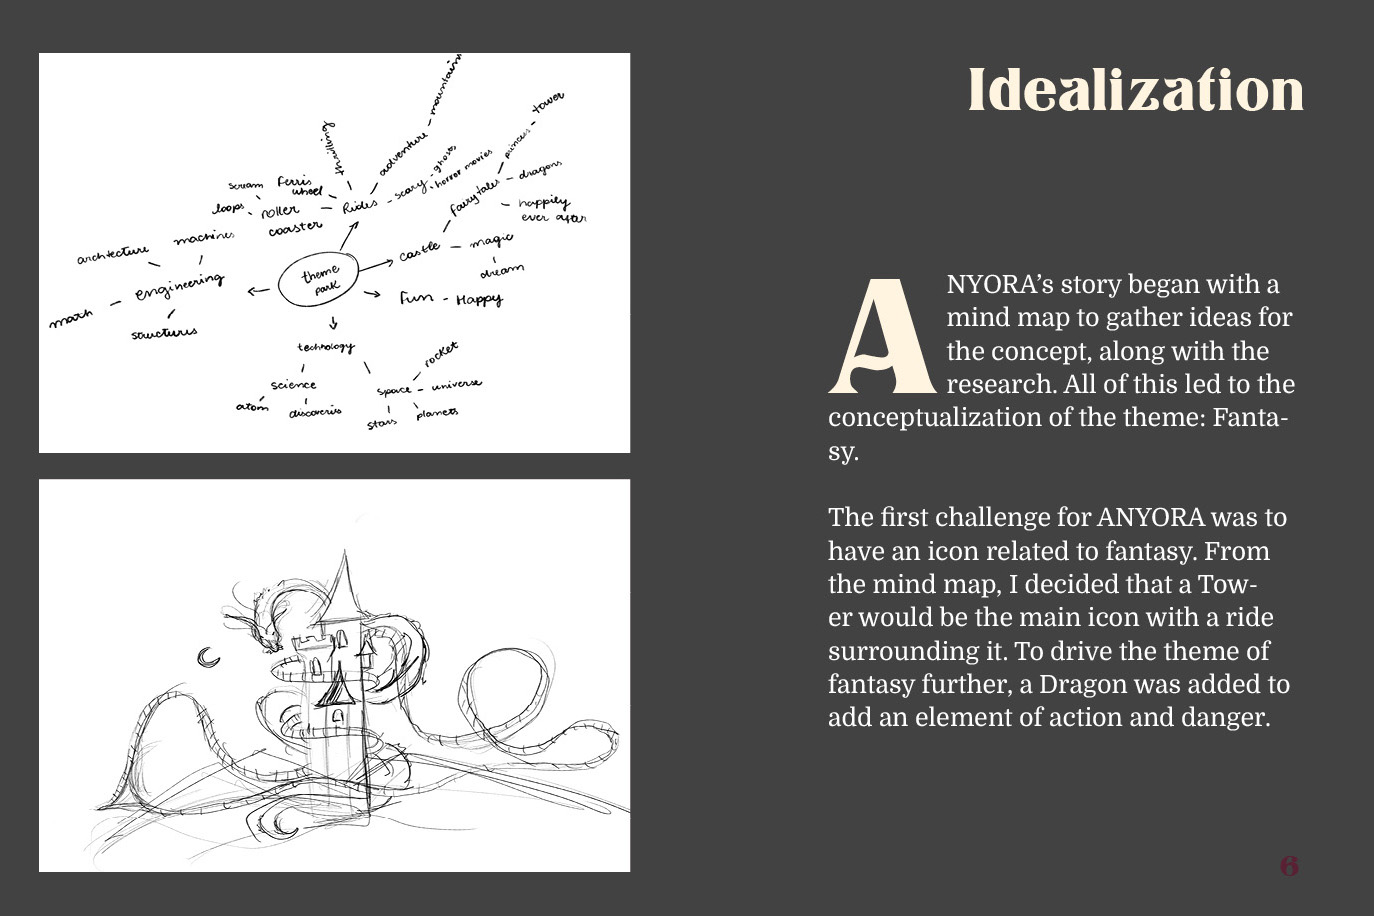 mountain
tower
thrilling
adventure
princess
ghosts
scary
horror movies
dragons
fairytales
scream
Ferris
wheel
Rides
happily
ever after
loops
roller
coaster
machines
castle
magic
architecture
dream
theme
park
engineering
Fun - Happy
math
structures
technology
rocket
science
space
universe
atom
discoveries
stars
planets
Idealization
ANYORA’s story began with a
mind map to gather ideas for
the concept, along with the
research. All of this led to the
conceptualization of the theme: Fanta-
sy.
The first challenge for ANYORA was to
have an icon related to fantasy. From
the mind map, I decided that a Tow-
er would be the main icon with a ride
surrounding it. To drive the theme of
fantasy further, a Dragon was added to
add an element of action and danger.
6